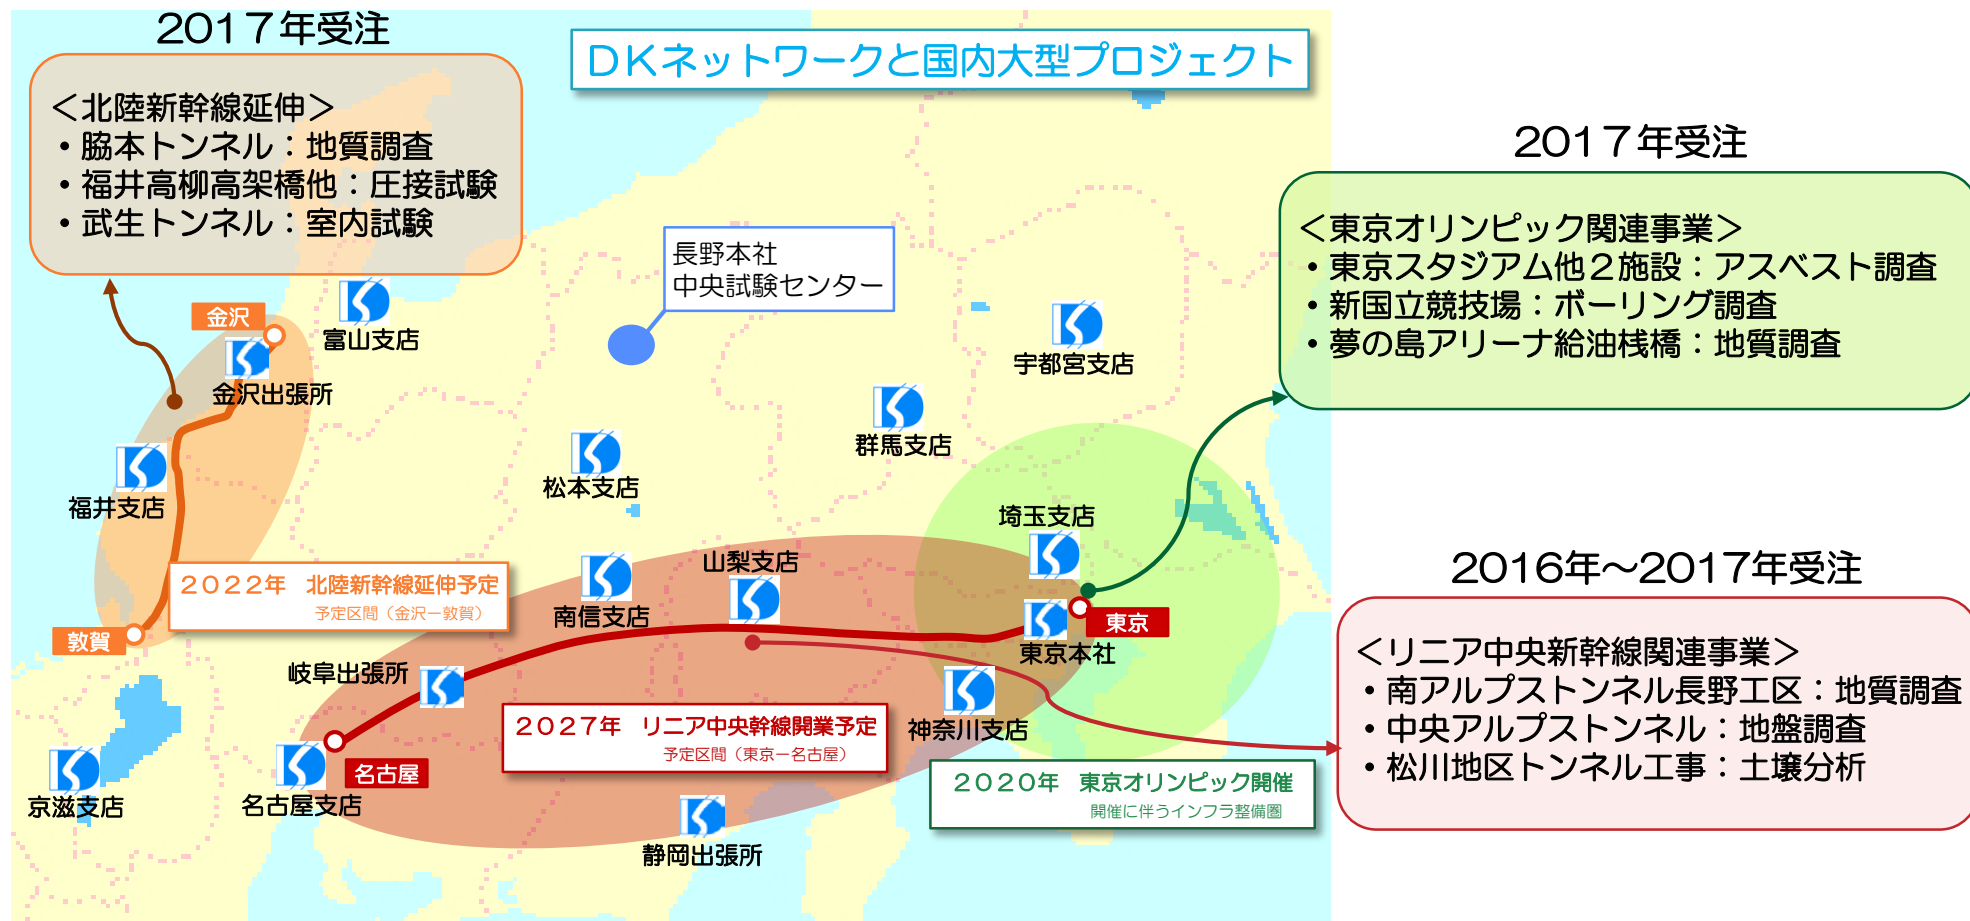 2017年受注
DKネットワークと国内大型プロジェクト
＜北陸新幹線延伸＞
・脇本トンネル：地質調査
・福井高柳高架橋他：圧接試験
・武生トンネル：室内試験
2017年受注
＜東京オリンピック関連事業＞
・東京スタジアム他２施設：アスベスト調査
・新国立競技場：ボーリング調査
・夢の島アリーナ給油桟橋：地質調査
長野本社
中央試験センター
金沢
富山支店
金沢出張所
宇都宮支店
群馬支店
松本支店
福井支店
埼玉支店
山梨支店
2022年　北陸新幹線延伸予定
予定区間（金沢ー敦賀）
南信支店
敦賀
東京
東京本社
岐阜出張所
2027年　リニア中央幹線開業予定
予定区間（東京ー名古屋）
神奈川支店
名古屋
名古屋支店
京滋支店
静岡出張所
2020年　東京オリンピック開催
開催に伴うインフラ整備圏
2016年～2017年受注
＜リニア中央新幹線関連事業＞
・南アルプストンネル長野工区：地質調査
・中央アルプストンネル：地盤調査
・松川地区トンネル工事：土壌分析